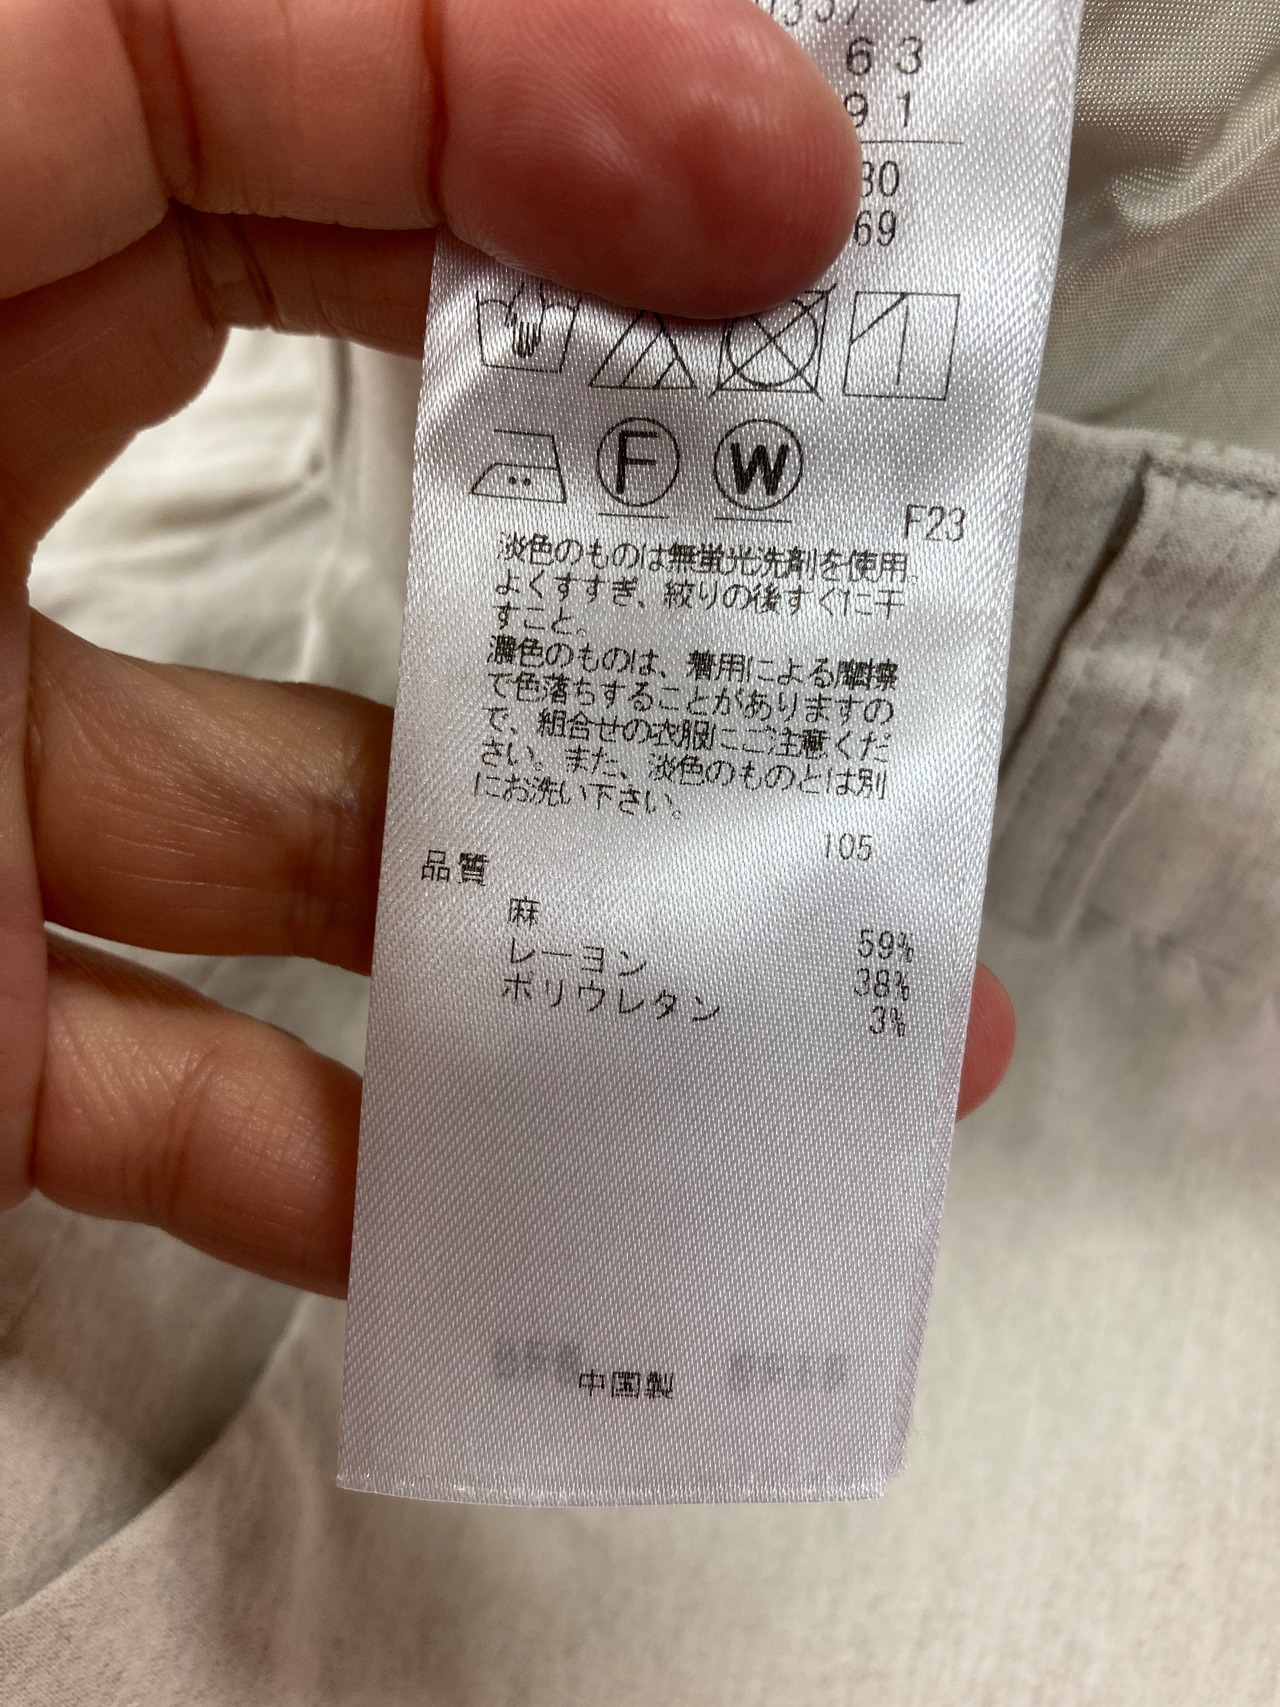 6 3
9 1
80
69
F
W
F23
淡色のものは無蛍光洗剤を使用。
よくすすぎ、絞りの後すぐに干
すこと。
濃色のものは、着用による摩擦
で色落ちすることがありますの
で、組合せの衣服にご注意くだ
さい。また、淡色のものとは別
にお洗い下さい。
105
品質
麻 59%
レーヨン 38%
ポリウレタン 3%
中国製